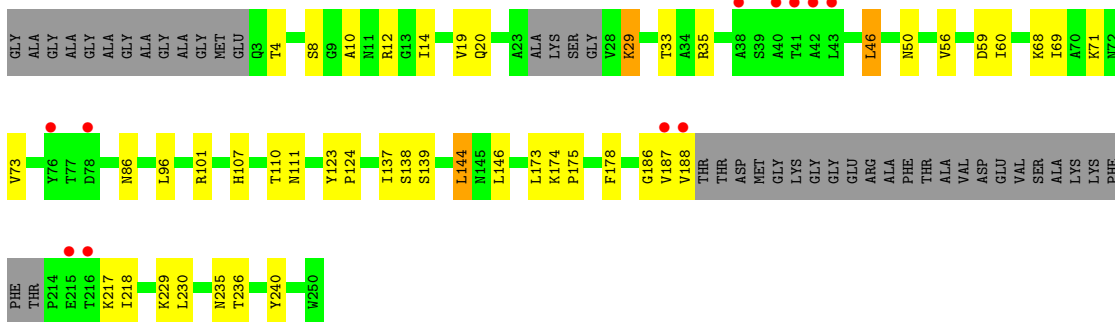 GLY ALA GLY ALA GLY ALA GLY ALA GLY MET GLU Q3 T4 S8 G9 A10 N11 R12 G13 I14 V19 Q20 A23 ALA LYS SER GLY V28 K29 T33 A34 R35 A38 S39 A40 T41 A42 L43 L46 N50 V56 D59 I60 K68 I69 A70 K71 N72
V73 Y76 T77 D78 N86 L96 R101 H107 T110 N111 Y123 P124 I137 S138 S139 L144 N145 L146 L173 K174 P175 F178 G186 V187 V188 THR THR ASP MET GLY LYS GLY GLY GLU ARG ALA PHE THR ALA VAL ASP GLU VAL SER ALA LYS LYS PHE
PHE THR P214 E215 T216 K217 I218 K229 L230 N235 T236 Y240 W250